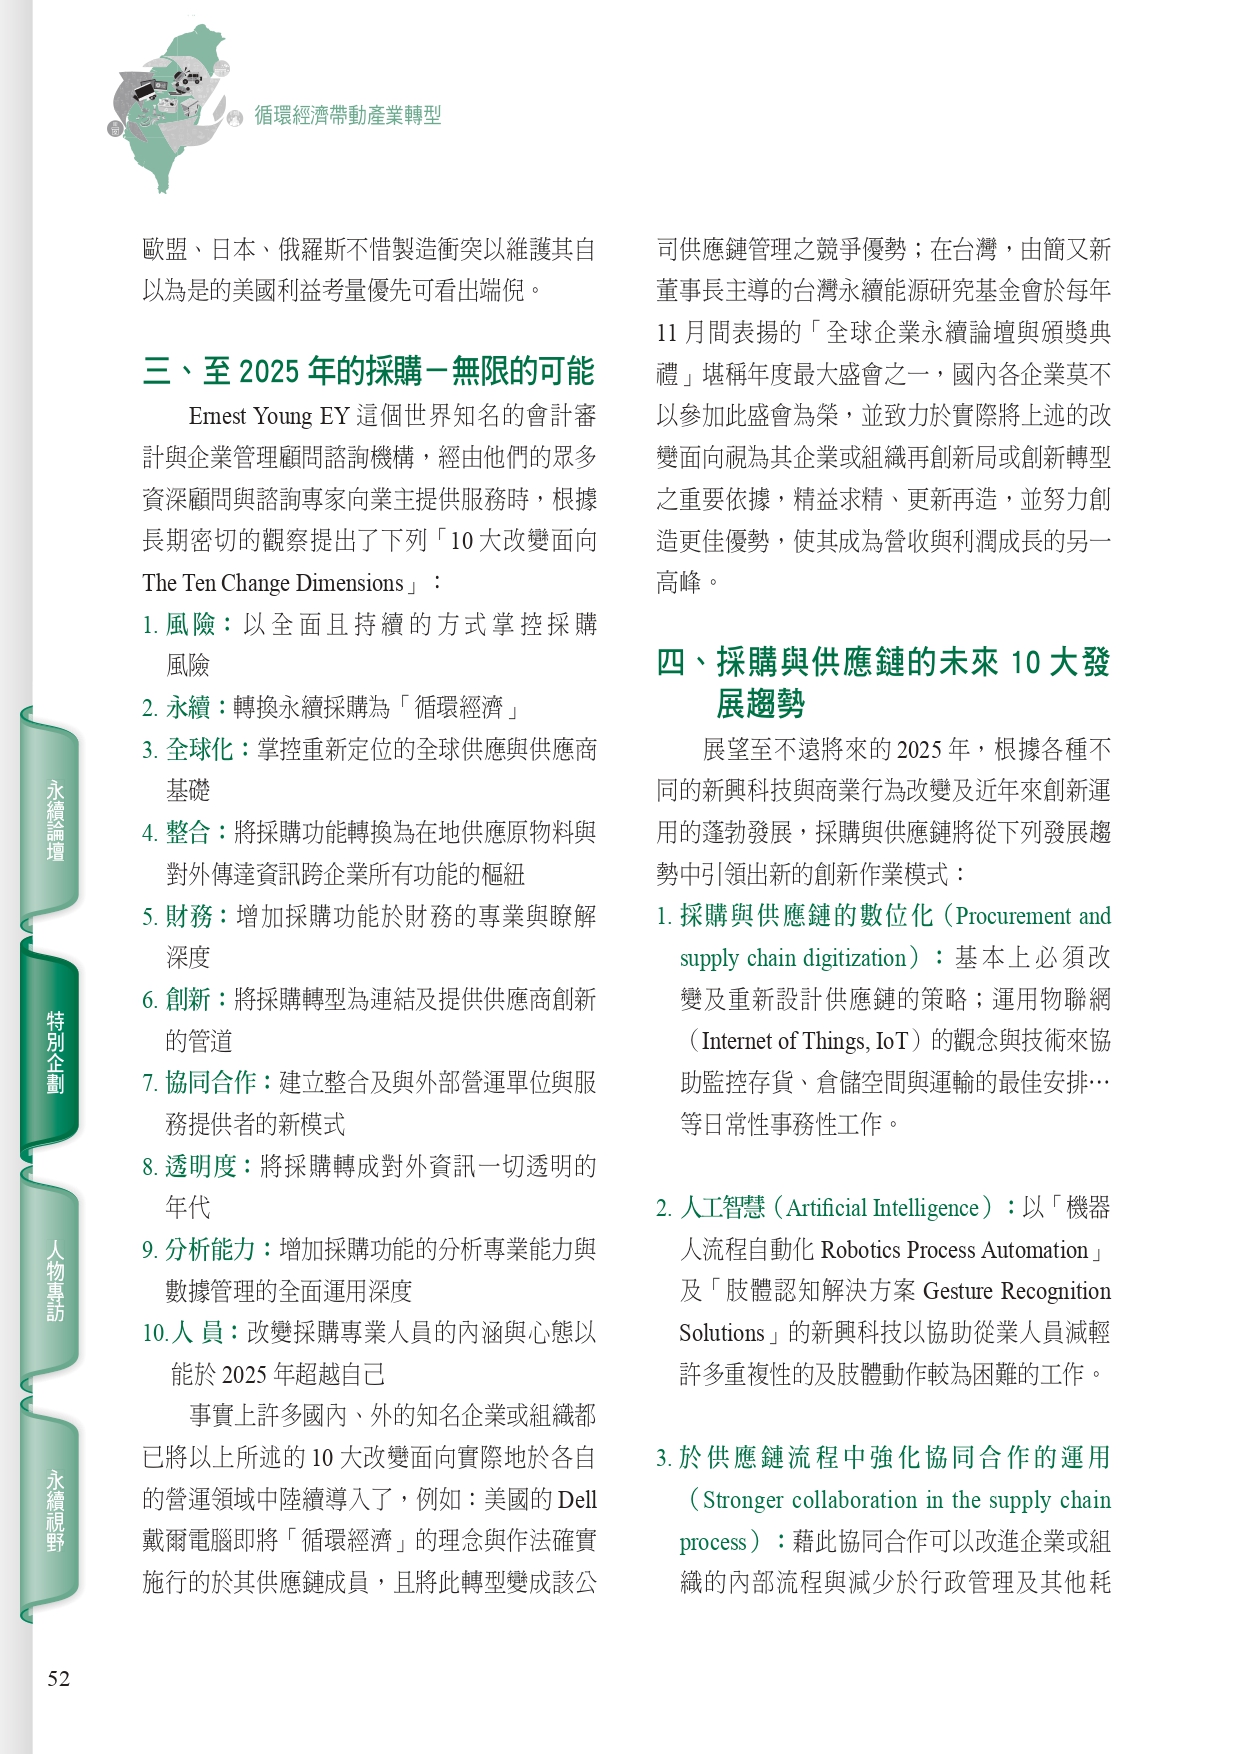 循環經濟帶動產業轉型
歐盟、日本、俄羅斯不惜製造衝突以維護其自
以為是的美國利益考量優先可看出端倪。
三、至 2025 年的採購－無限的可能
Ernest Young EY 這個世界知名的會計審
計與企業管理顧問諮詢機構，經由他們的眾多
資深顧問與諮詢專家向業主提供服務時，根據
長期密切的觀察提出了下列「10 大改變面向
The Ten Change Dimensions」：
1. 風險：以全面且持續的方式掌控採購
風險
2. 永續：轉換永續採購為「循環經濟」
3. 全球化：掌控重新定位的全球供應與供應商
基礎
4. 整合：將採購功能轉換為在地供應原物料與
對外傳達資訊跨企業所有功能的樞紐
5. 財務：增加採購功能於財務的專業與瞭解
深度
6. 創新：將採購轉型為連結及提供供應商創新
的管道
7. 協同合作：建立整合及與外部營運單位與服
務提供者的新模式
8. 透明度：將採購轉成對外資訊一切透明的
年代
9. 分析能力：增加採購功能的分析專業能力與
數據管理的全面運用深度
10.人 員：改變採購專業人員的內涵與心態以
能於 2025 年超越自己
事實上許多國內、外的知名企業或組織都
已將以上所述的 10 大改變面向實際地於各自
的營運領域中陸續導入了，例如：美國的 Dell
戴爾電腦即將「循環經濟」的理念與作法確實
施行的於其供應鏈成員，且將此轉型變成該公
司供應鏈管理之競爭優勢；在台灣，由簡又新
董事長主導的台灣永續能源研究基金會於每年
11 月間表揚的「全球企業永續論壇與頒獎典
禮」堪稱年度最大盛會之一，國內各企業莫不
以參加此盛會為榮，並致力於實際將上述的改
變面向視為其企業或組織再創新局或創新轉型
之重要依據，精益求精、更新再造，並努力創
造更佳優勢，使其成為營收與利潤成長的另一
高峰。
四、採購與供應鏈的未來 10 大發
展趨勢
展望至不遠將來的 2025 年，根據各種不
同的新興科技與商業行為改變及近年來創新運
用的蓬勃發展，採購與供應鏈將從下列發展趨
勢中引領出新的創新作業模式：
1. 採購與供應鏈的數位化（Procurement and
supply chain digitization）：基本上必須改
變及重新設計供應鏈的策略；運用物聯網
（Internet of Things, IoT）的觀念與技術來協
助監控存貨、倉儲空間與運輸的最佳安排…
等日常性事務性工作。
2. 人工智慧（Artificial Intelligence）：以「機器
人流程自動化 Robotics Process Automation」
及「肢體認知解決方案 Gesture Recognition
Solutions」的新興科技以協助從業人員減輕
許多重複性的及肢體動作較為困難的工作。
3. 於供應鏈流程中強化協同合作的運用
（Stronger collaboration in the supply chain
process）：藉此協同合作可以改進企業或組
織的內部流程與減少於行政管理及其他耗
永續論壇
特別企劃
人物專訪
永續視野
52